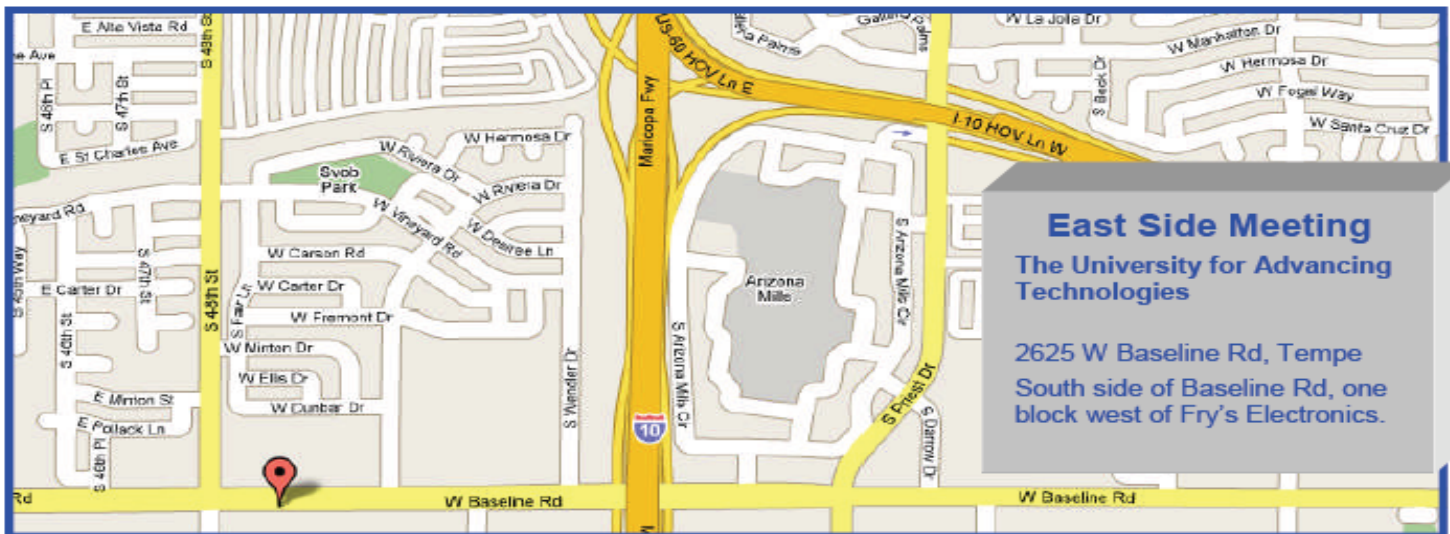 E Alta Vista Rd
S 48th St
S 46th Pl
S 47th St
E St Charles Ave
Svob
Park
W Riviera Dr
W Hermosa Dr
W Riviera Dr
W Vineyard Rd
W Desiree Ln
W Carson Rd
W Carter Dr
W Fremont Dr
S Fair Ln
W Minton Dr
W Ellis Dr
W Dunbar Dr
S 48th St
S 47th St
E Carter Dr
S 46th St
E Minton St
E Pollack Ln
S 46th Pl
Rd
S Wendler Dr
Maricopa Fwy
US-60 HOV Ln E
I-10 HOV Ln W
W La Jolla Dr
W Manhatton Dr
W Hermosa Dr
W Fogal Way
W Santa Cruz Dr
S Beck Dr
Arizona
Mills
S Arizona Mills Cir
S Arizona Mills Cir
S Priest Dr
S Darrow Dr
10
W Baseline Rd
W Baseline Rd
East Side Meeting
The University for Advancing
Technologies
2625 W Baseline Rd, Tempe
South side of Baseline Rd, one
block west of Fry's Electronics.